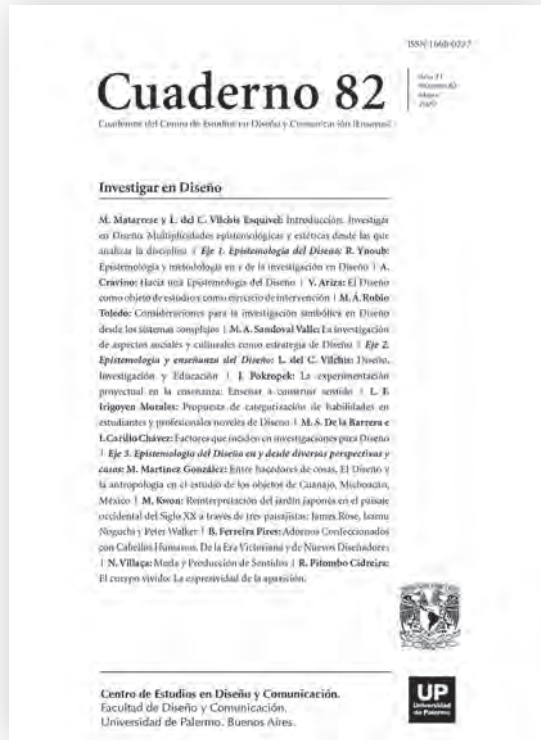 ISSN 1668-0227
Cuaderno 82
Año 21
Número 82
2020
Cuadernos del Centro de Estudios en Diseño y Comunicación [Ensayos]
Investigar en Diseño
M. Matarrese y L. del C. Vilchis Esquivel: Introducción. Investigar
en Diseño. Multiplicidades epistemológicas y estéticas desde las que
analizar la disciplina | Eje 1. Epistemología del Diseño: R. Ynoub:
Epistemología y metodología en y de la investigación en Diseño | A.
Cravino: Hacia una Epistemología del Diseño | V. Ariza: El Diseño
como objeto de estudio y como ejercicio de intervención | M. Á. Rubio
Toledo: Consideraciones para la investigación simbólica en Diseño
desde los sistemas complejos | M. A. Sandoval Valle: La investigación
de aspectos sociales y culturales como estrategia de Diseño | Eje 2.
Epistemología y enseñanza del Diseño: L. del C. Vilchis: Diseño,
Investigación y Educación | J. Pokropek: La experimentación
proyectual en la enseñanza: Enseñar a construir sentido | L. F.
Irigoyen Morales: Propuesta de categorización de habilidades en
estudiantes y profesionales noveles de Diseño | M. S. De la Barrera e
I. Carillo Chávez: Factores que inciden en investigaciones para Diseño
| Eje 3. Epistemología del Diseño en y desde diversas perspectivas y
casos: M. Martínez González: Entre hacedores de cosas. El Diseño y
la antropología en el estudio de los objetos de Cuanajo, Michoacán,
México | M. Kwon: Reinterpretación del jardín japonés en el paisaje
occidental del Siglo XX a través de tres paisajistas: James Rose, Isamu
Noguchi y Peter Walker | B. Ferreira Pires: Adornos Confeccionados
con Cabellos Humanos. De la Era Victoriana y de Nuevos Diseñadores
| N. Villaça: Moda y Producción de Sentidos | R. Pitombo Cidreira:
El cuerpo vivido: La expresividad de la aparición.
Centro de Estudios en Diseño y Comunicación.
Facultad de Diseño y Comunicación.
Universidad de Palermo. Buenos Aires.
UP
Universidad
de Palermo